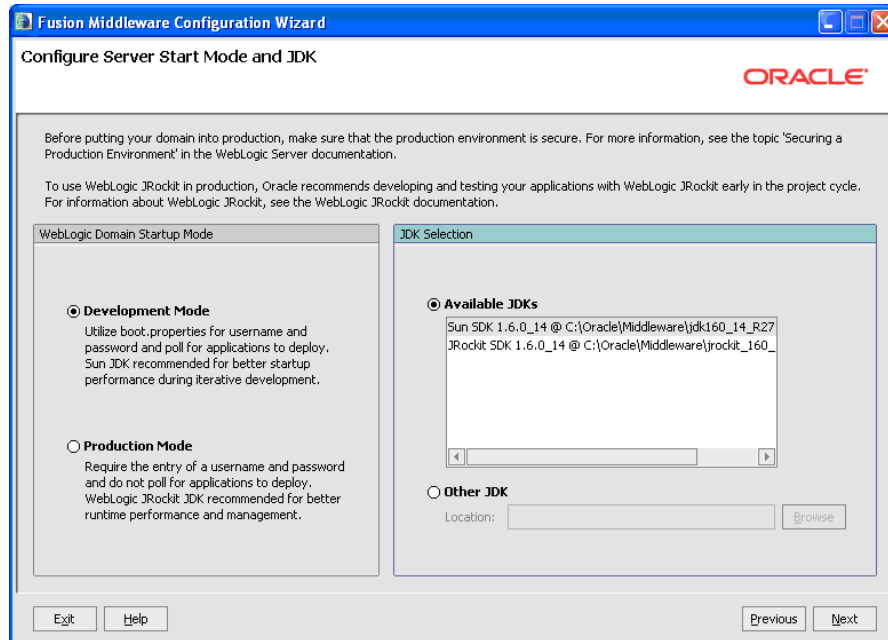 Fusion Middleware Configuration Wizard
Configure Server Start Mode and JDK
ORACLE
Before putting your domain into production, make sure that the production environment is secure. For more information, see the topic 'Securing a
Production Environment' in the WebLogic Server documentation.
To use WebLogic JRockit in production, Oracle recommends developing and testing your applications with WebLogic JRockit early in the project cycle.
For information about WebLogic JRockit, see the WebLogic JRockit documentation.
WebLogic Domain Startup Mode
Development Mode
Utilize boot.properties for username and
password and poll for applications to deploy.
Sun JDK recommended for better startup
performance during iterative development.
Production Mode
Require the entry of a username and password
and do not poll for applications to deploy.
WebLogic JRockit JDK recommended for better
runtime performance and management.
JDK Selection
Available JDKs
Sun SDK 1.6.0_14 @ C:\Oracle\Middleware\jdk160_14_R27
JRockit SDK 1.6.0_14 @ C:\Oracle\Middleware\jrockit_160_
Other JDK
Location:
Browse
Exit
Help
Previous
Next